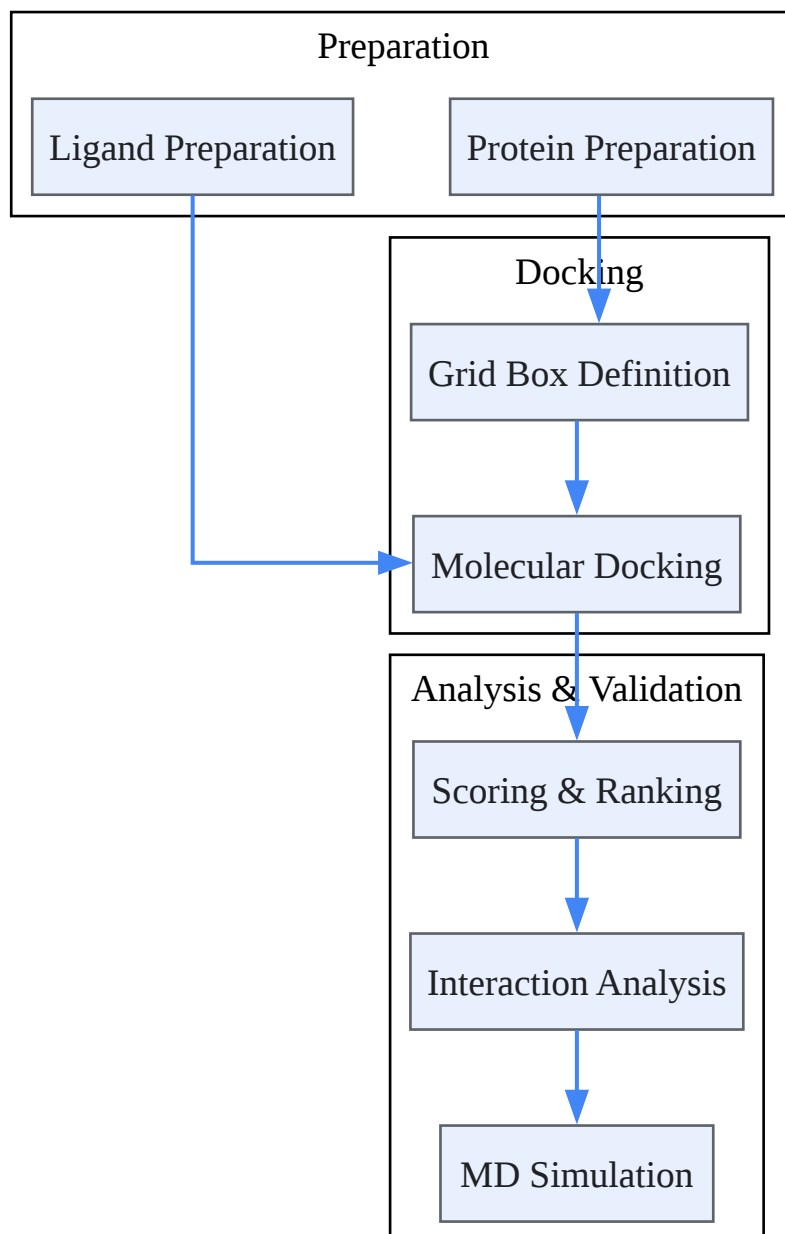 Preparation
Ligand Preparation
Protein Preparation
Docking
Grid Box Definition
Molecular Docking
Analysis & Validation
Scoring & Ranking
Interaction Analysis
MD Simulation